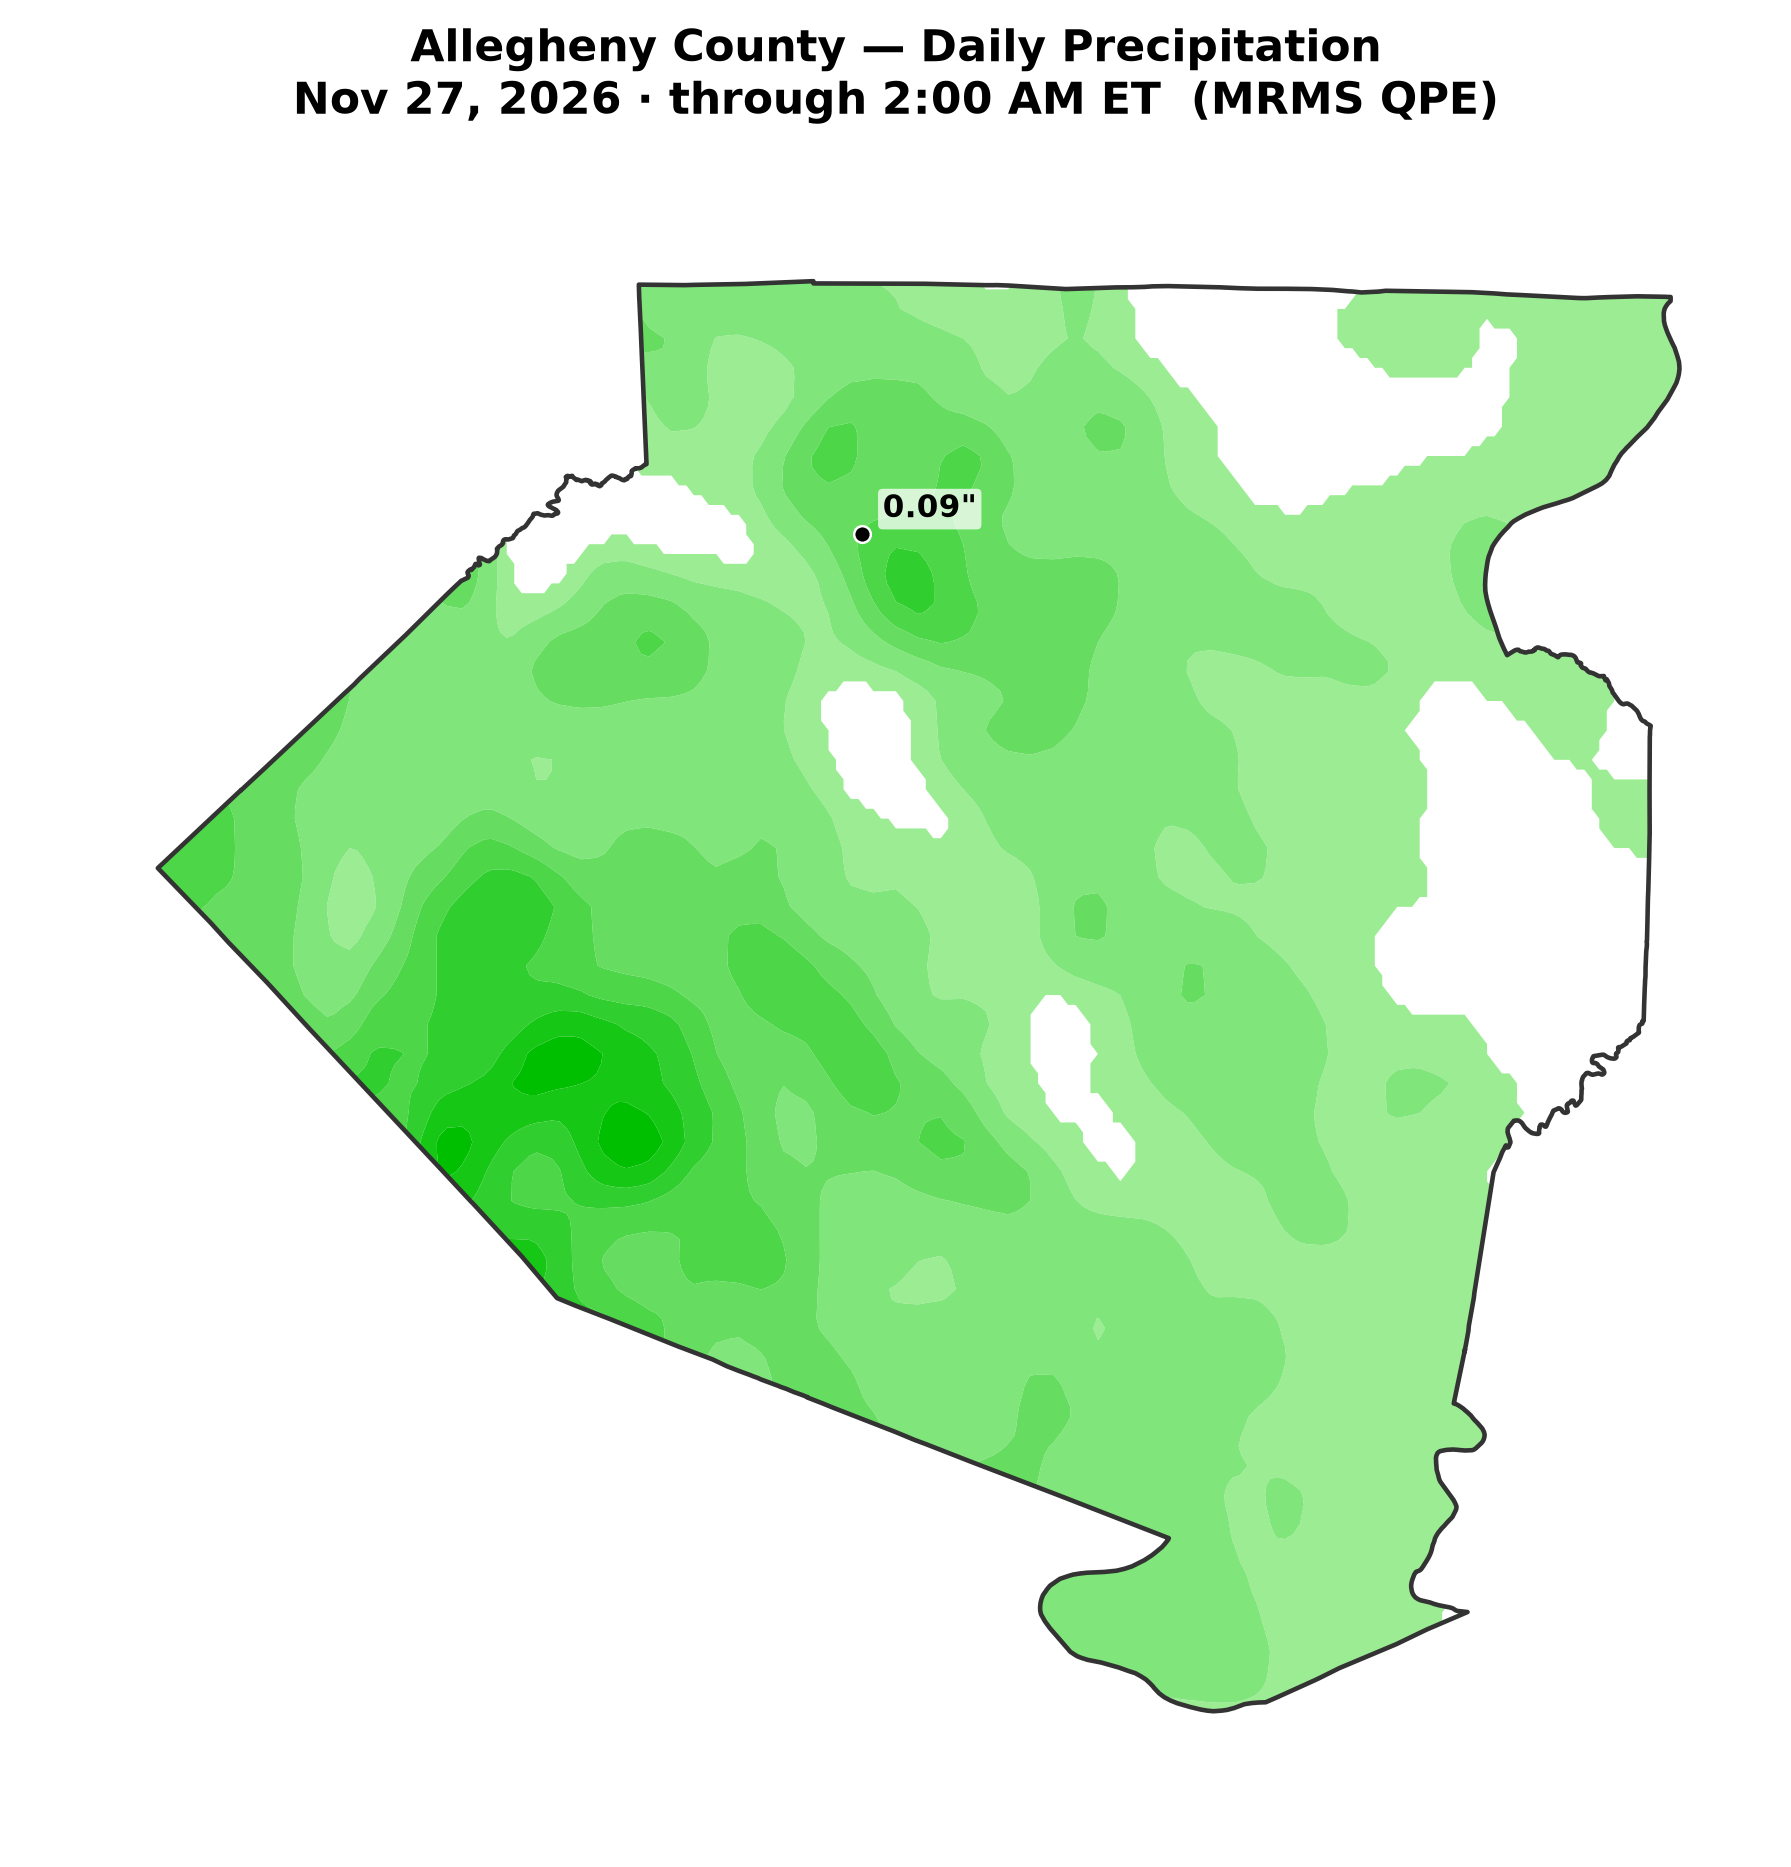 Allegheny County — Daily Precipitation
Nov 27, 2026 · through 2:00 AM ET (MRMS QPE)
0.09"